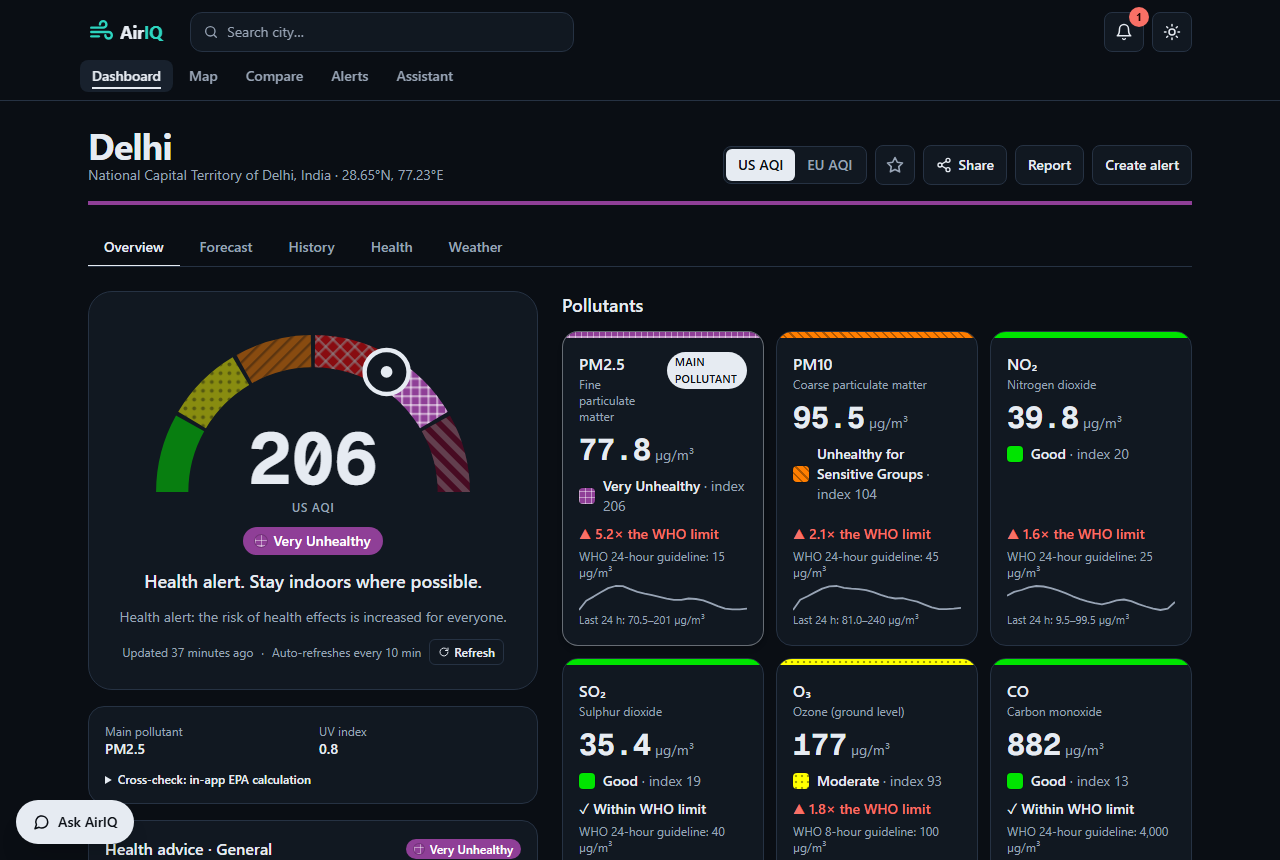 AirIQ
Search city...
1
Dashboard
Map
Compare
Alerts
Assistant
Delhi
National Capital Territory of Delhi, India · 28.65°N, 77.23°E
US AQI
EU AQI
Share
Report
Create alert
Overview
Forecast
History
Health
Weather
206
US AQI
Very Unhealthy
Health alert. Stay indoors where possible.
Health alert: the risk of health effects is increased for everyone.
Updated 37 minutes ago · Auto-refreshes every 10 min
Refresh
Main pollutant
PM2.5
UV index
0.8
Cross-check: in-app EPA calculation
Ask AirIQ
Health advice · General
Very Unhealthy
Pollutants
PM2.5
MAIN
POLLUTANT
Fine
particulate
matter
77.8 µg/m³
Very Unhealthy · index
206
▲ 5.2× the WHO limit
WHO 24-hour guideline: 15
µg/m³
Last 24 h: 70.5–201 µg/m³
PM10
Coarse particulate matter
95.5 µg/m³
Unhealthy for
Sensitive Groups ·
index 104
▲ 2.1× the WHO limit
WHO 24-hour guideline: 45
µg/m³
Last 24 h: 81.0–240 µg/m³
NO₂
Nitrogen dioxide
39.8 µg/m³
Good · index 20
▲ 1.6× the WHO limit
WHO 24-hour guideline: 25
µg/m³
Last 24 h: 9.5–99.5 µg/m³
SO₂
Sulphur dioxide
35.4 µg/m³
Good · index 19
✓ Within WHO limit
WHO 24-hour guideline: 40
µg/m³
O₃
Ozone (ground level)
177 µg/m³
Moderate · index 93
▲ 1.8× the WHO limit
WHO 8-hour guideline: 100
µg/m³
CO
Carbon monoxide
882 µg/m³
Good · index 13
✓ Within WHO limit
WHO 24-hour guideline: 4,000
µg/m³